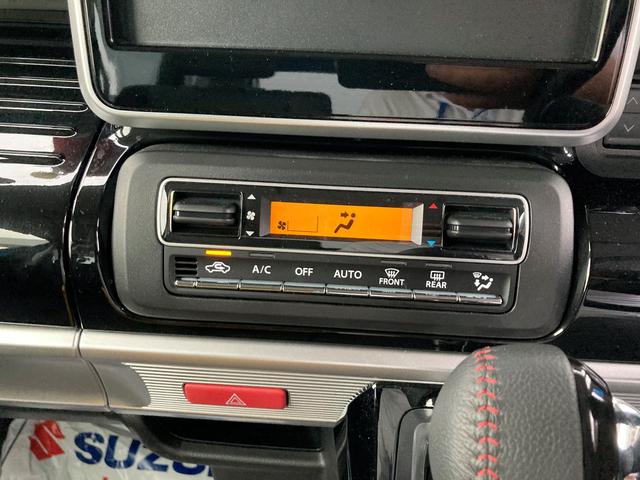 A/C OFF AUTO FRONT REAR
SUZU